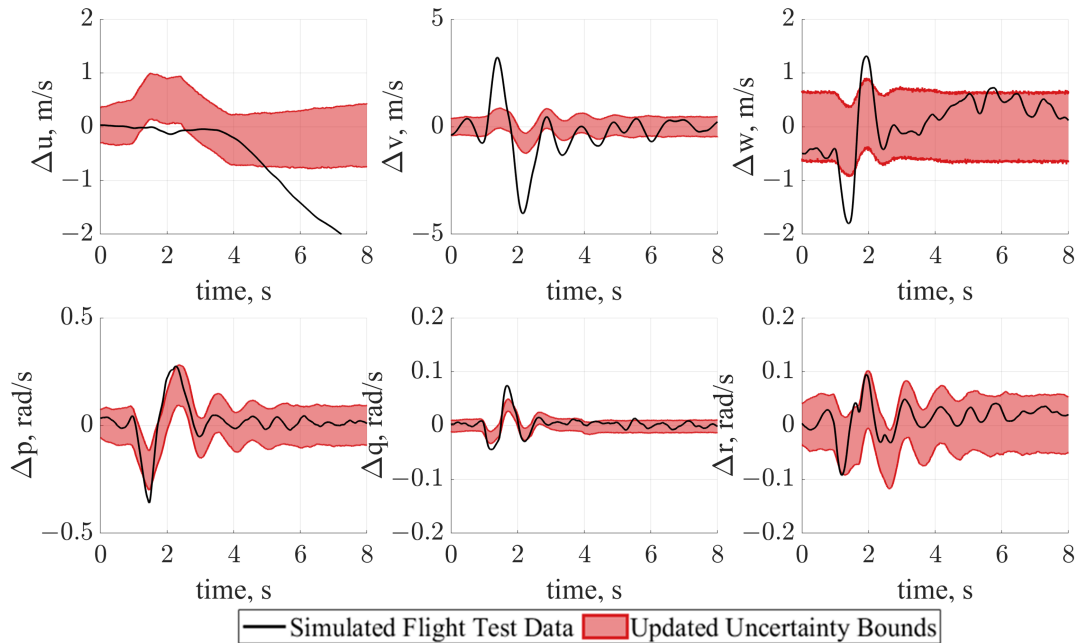 2
1
0
−1
−2
Δu, m/s
0 2 4 6 8
time, s
5
0
−5
Δv, m/s
0 2 4 6 8
time, s
2
1
0
−1
−2
Δw, m/s
0 2 4 6 8
time, s
0.5
0
−0.5
Δp, rad/s
0 2 4 6 8
time, s
0.2
0.1
0
−0.1
−0.2
Δq, rad/s
0 2 4 6 8
time, s
0.2
0.1
0
−0.1
−0.2
Δr, rad/s
0 2 4 6 8
time, s
Simulated Flight Test Data Updated Uncertainty Bounds